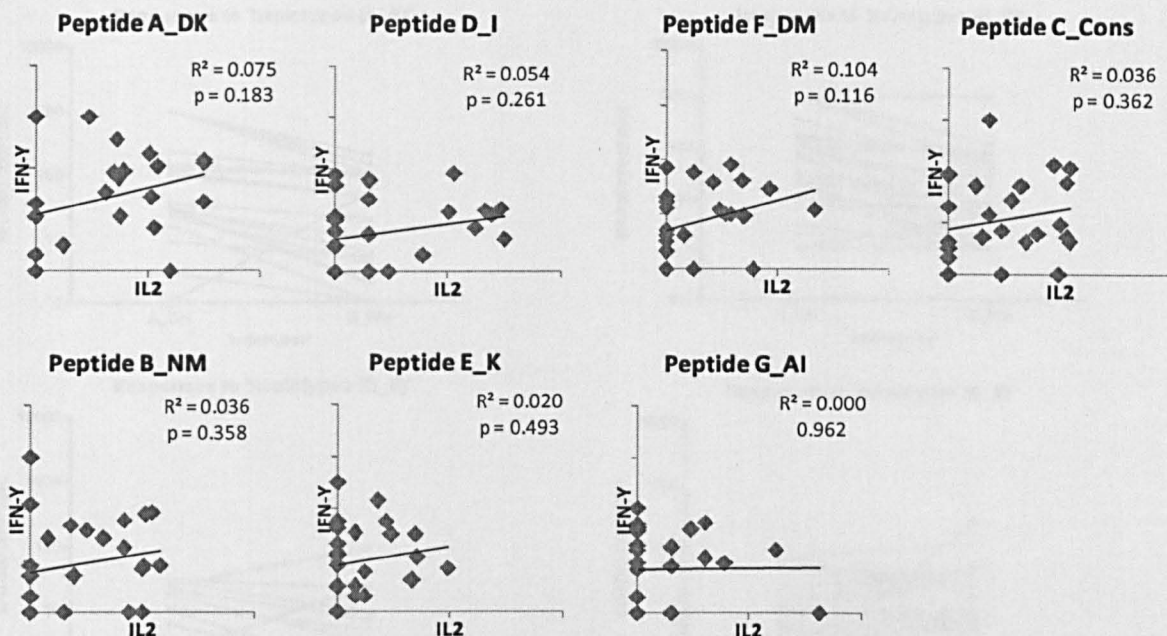 Peptide A_DK
R² = 0.075
p = 0.183
IFN-Y
IL2
Peptide D_I
R² = 0.054
p = 0.261
IFN-Y
IL2
Peptide F_DM
R² = 0.104
p = 0.116
IFN-Y
IL2
Peptide C_Cons
R² = 0.036
p = 0.362
IFN-Y
IL2
Peptide B_NM
R² = 0.036
p = 0.358
IFN-Y
IL2
Peptide E_K
R² = 0.020
p = 0.493
IFN-Y
IL2
Peptide G_AI
R² = 0.000
0.962
IFN-Y
IL2